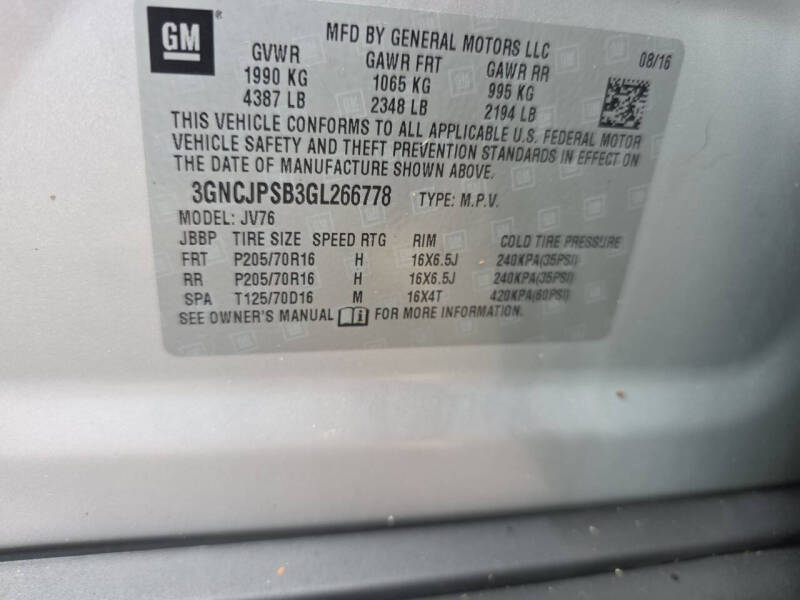 GM
MFD BY GENERAL MOTORS LLC
GVWR GAWR FRT GAWR RR 08/16
1990 KG 1065 KG 995 KG
4387 LB 2348 LB 2194 LB
THIS VEHICLE CONFORMS TO ALL APPLICABLE U.S. FEDERAL MOTOR
VEHICLE SAFETY AND THEFT PREVENTION STANDARDS IN EFFECT ON
THE DATE OF MANUFACTURE SHOWN ABOVE.
3GNCJPSB3GL266778 TYPE: M.P.V.
MODEL: JV76
JBBP TIRE SIZE SPEED RTG RIM COLD TIRE PRESSURE
FRT P205/70R16 H 16X6.5J 240KPA(35PSI)
RR P205/70R16 H 16X6.5J 240KPA(35PSI)
SPA T125/70D16 M 16X4T 420KPA(60PSI)
SEE OWNER'S MANUAL FOR MORE INFORMATION.